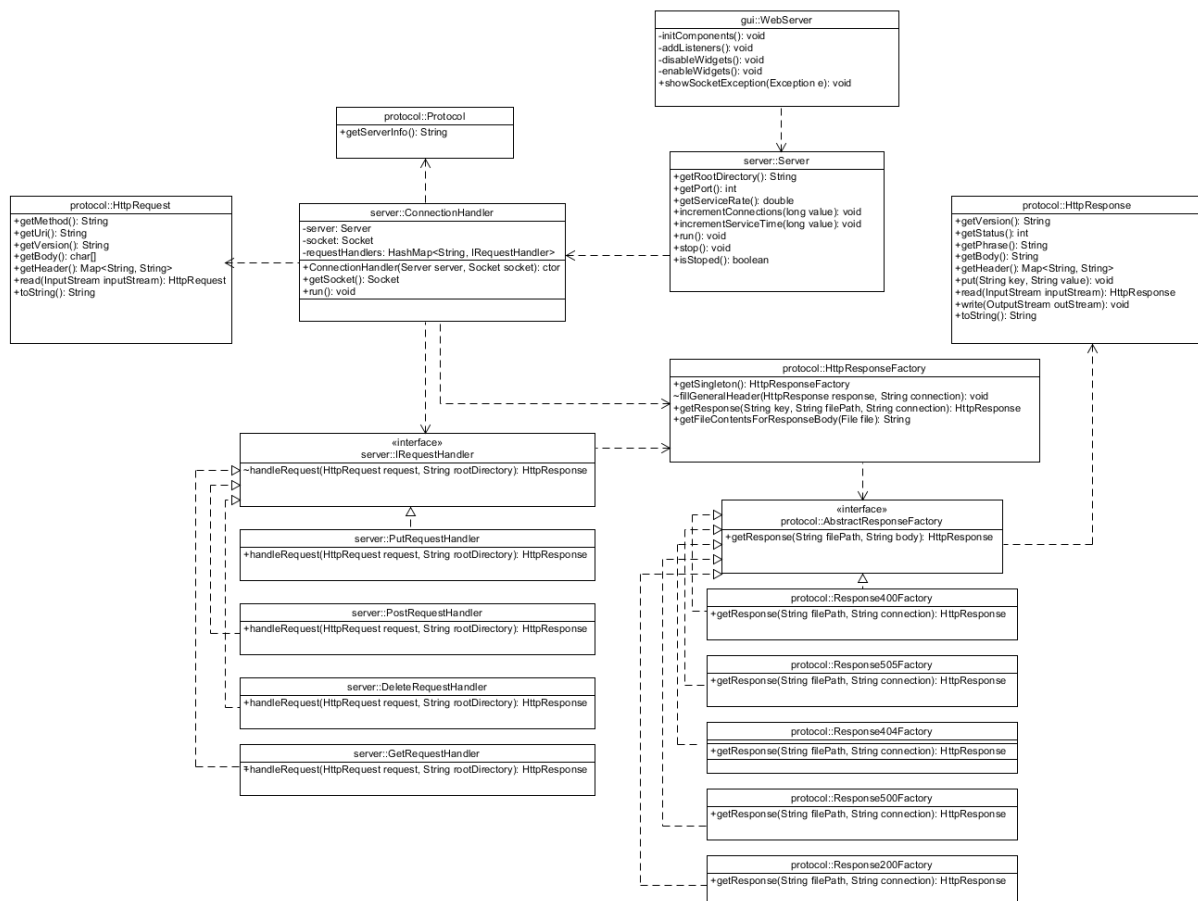 gui::WebServer
-initComponents(): void
-addListeners(): void
-disableWidgets(): void
-enableWidgets(): void
+showSocketException(Exception e): void
protocol::Protocol
+getServerInfo(): String
server::Server
+getRootDirectory(): String
+getPort(): int
+getServiceRate(): double
+incrementConnections(long value): void
+incrementServiceTime(long value): void
+run(): void
+stop(): void
+isStoped(): boolean
protocol::HttpRequest
+getMethod(): String
+getUri(): String
+getVersion(): String
+getBody(): char[]
+getHeader(): Map<String, String>
+read(InputStream inputStream): HttpRequest
+toString(): String
server::ConnectionHandler
-server: Server
-socket: Socket
-requestHandlers: HashMap<String, IRequestHandler>
+ConnectionHandler(Server server, Socket socket): ctor
+getSocket(): Socket
+run(): void
protocol::HttpResponse
+getVersion(): String
+getStatus(): int
+getPhrase(): String
+getBody(): String
+getHeader(): Map<String, String>
+put(String key, String value): void
+read(InputStream inputStream): HttpResponse
+write(OutputStream outStream): void
+toString(): String
protocol::HttpResponseFactory
+getSingleton(): HttpResponseFactory
~fillGeneralHeader(HttpResponse response, String connection): void
+getResponse(String key, String filePath, String connection): HttpResponse
+getFileContentsForResponseBody(File file): String
«interface»
server::IRequestHandler
~handleRequest(HttpRequest request, String rootDirectory): HttpResponse
server::PutRequestHandler
+handleRequest(HttpRequest request, String rootDirectory): HttpResponse
server::PostRequestHandler
+handleRequest(HttpRequest request, String rootDirectory): HttpResponse
server::DeleteRequestHandler
+handleRequest(HttpRequest request, String rootDirectory): HttpResponse
server::GetRequestHandler
+handleRequest(HttpRequest request, String rootDirectory): HttpResponse
«interface»
protocol::AbstractResponseFactory
+getResponse(String filePath, String body): HttpResponse
protocol::Response400Factory
+getResponse(String filePath, String connection): HttpResponse
protocol::Response505Factory
+getResponse(String filePath, String connection): HttpResponse
protocol::Response404Factory
+getResponse(String filePath, String connection): HttpResponse
protocol::Response500Factory
+getResponse(String filePath, String connection): HttpResponse
protocol::Response200Factory
+getResponse(String filePath, String connection): HttpResponse